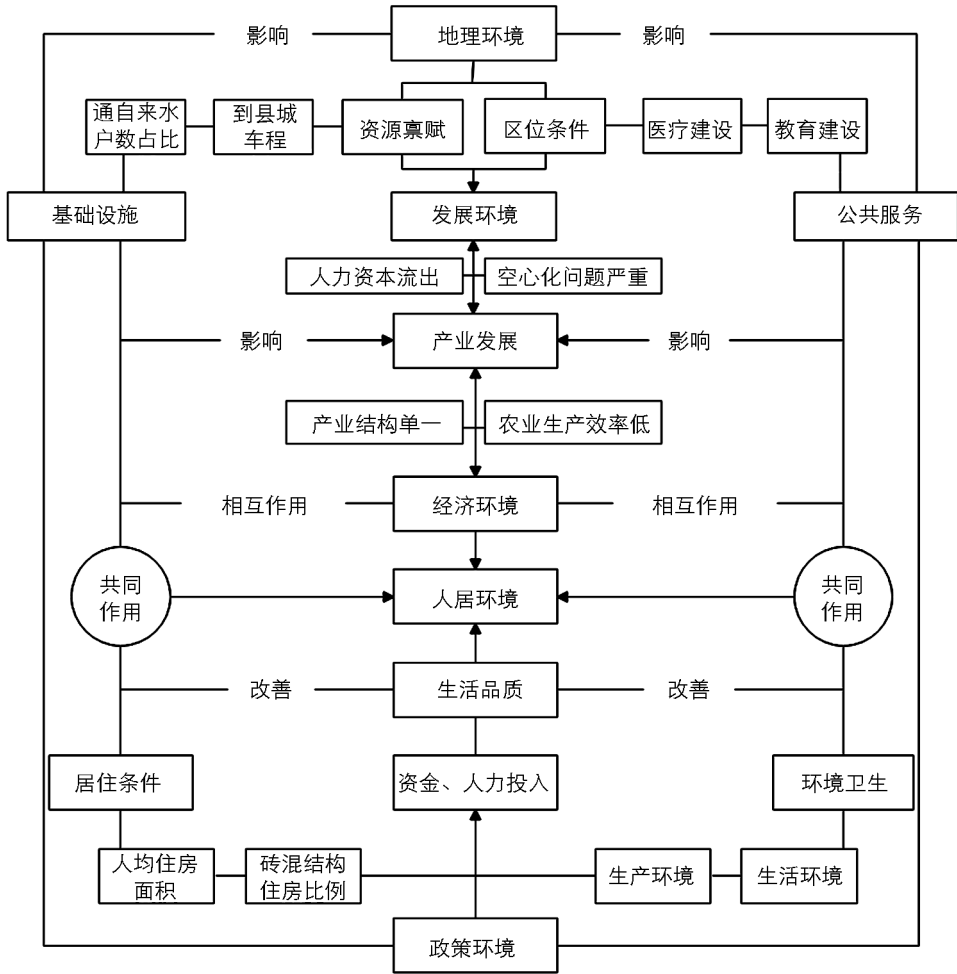 影响
地理环境
影响
通自来水
户数占比
到县城
车程
资源禀赋
区位条件
医疗建设
教育建设
基础设施
发展环境
公共服务
人力资本流出
空心化问题严重
影响
产业发展
影响
产业结构单一
农业生产效率低
相互作用
经济环境
相互作用
共同
作用
人居环境
共同
作用
改善
生活品质
改善
居住条件
资金、人力投入
环境卫生
人均住房
面积
砖混结构
住房比例
生产环境
生活环境
政策环境